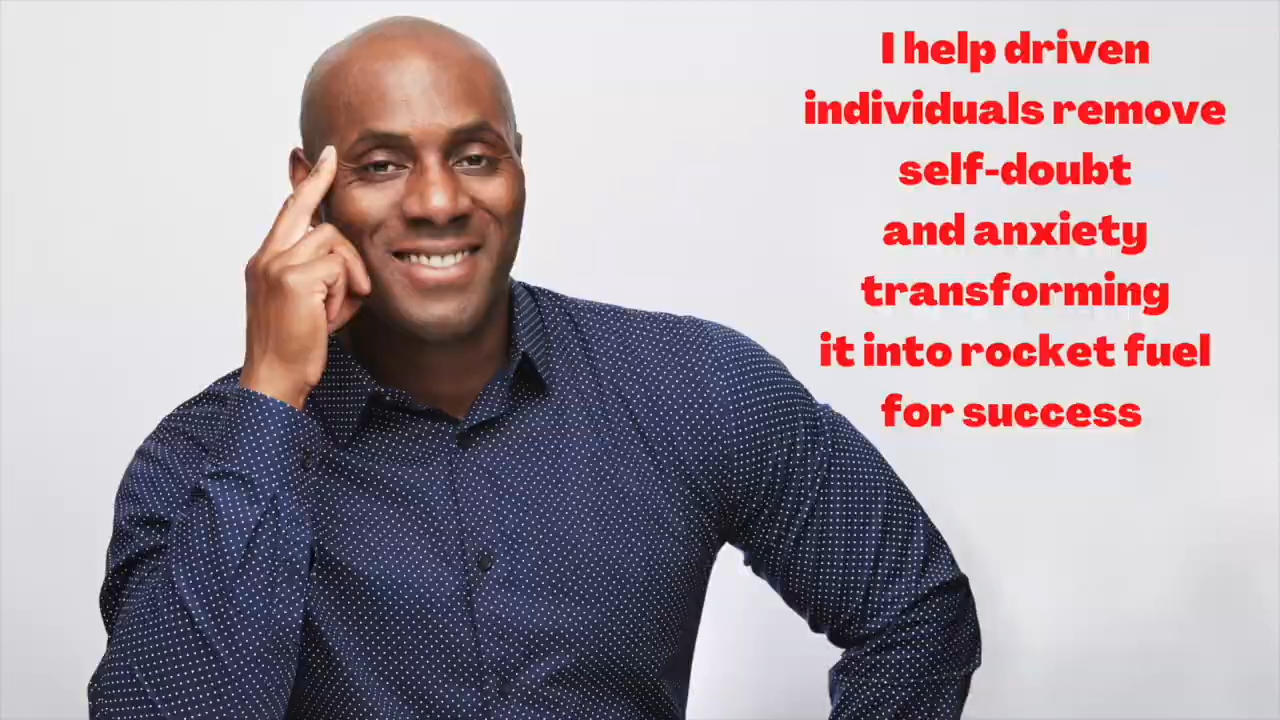 I help driven
individuals remove
self-doubt
and anxiety
transforming
it into rocket fuel
for success